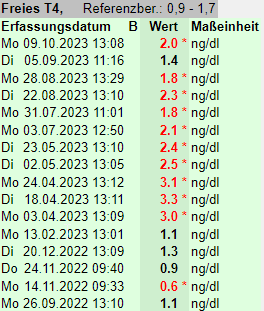 Freies T4, Referenzber.: 0,9 - 1,7
Erfassungsdatum B Wert Maßeinheit
Mo 09.10.2023 13:08 2.0 * ng/dl
Di 05.09.2023 11:16 1.4 ng/dl
Mo 28.08.2023 13:29 1.8 * ng/dl
Di 22.08.2023 13:10 2.3 * ng/dl
Mo 31.07.2023 11:01 1.8 * ng/dl
Mo 03.07.2023 12:50 2.1 * ng/dl
Di 23.05.2023 13:10 2.4 * ng/dl
Di 02.05.2023 13:05 2.5 * ng/dl
Mo 24.04.2023 13:12 3.1 * ng/dl
Di 18.04.2023 13:11 3.3 * ng/dl
Mo 03.04.2023 13:09 3.0 * ng/dl
Mo 13.02.2023 13:01 1.1 ng/dl
Di 20.12.2022 13:09 1.3 ng/dl
Do 24.11.2022 09:40 0.9 ng/dl
Mo 14.11.2022 09:33 0.6 * ng/dl
Mo 26.09.2022 13:10 1.1 ng/dl